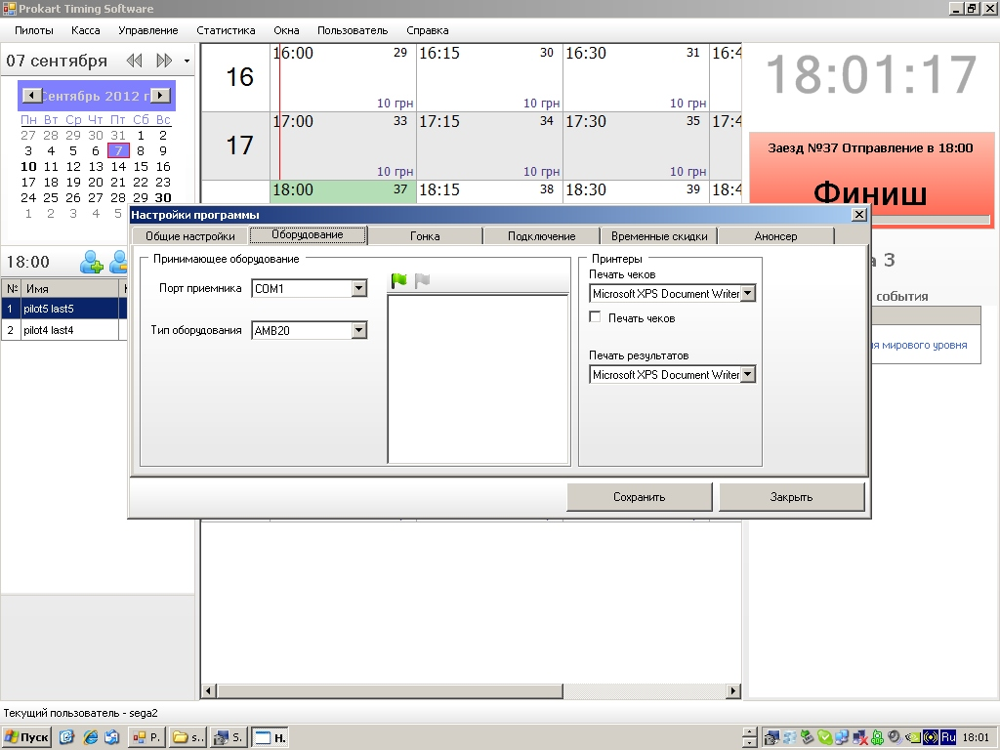 Prokart Timing Software
Пилоты Касса Управление Статистика Окна Пользователь Справка
07 сентября
Сентябрь 2012 г
Пн Вт Ср Чт Пт Сб Вс
27 28 29 30 31 1 2
3 4 5 6 7 8 9
10 11 12 13 14 15 16
17 18 19 20 21 22 23
24 25 26 27 28 29 30
1 2 3 4 5
16
16:00 29 16:15 30 16:30 31 16:4
10 грн 10 грн 10 грн
17
17:00 33 17:15 34 17:30 35 17:4
10 грн 10 грн 10 грн
18:00 37 18:15 38 18:30 39 18:4
18:01:17
Заезд №37 Отправление в 18:00
Финиш
3
события
я мирового уровня
18:00
№ Имя
1 pilot5 last5
2 pilot4 last4
Настройки программы
Общие настройки Оборудование Гонка Подключение Временные скидки Анонсер
Принимающее оборудование
Порт приемника COM1
Тип оборудования AMB20
Принтеры
Печать чеков
Microsoft XPS Document Writer
Печать чеков
Печать результатов
Microsoft XPS Document Writer
Сохранить Закрыть
Текущий пользователь - sega2
Пуск P. s.. S. Н. Ru 18:01